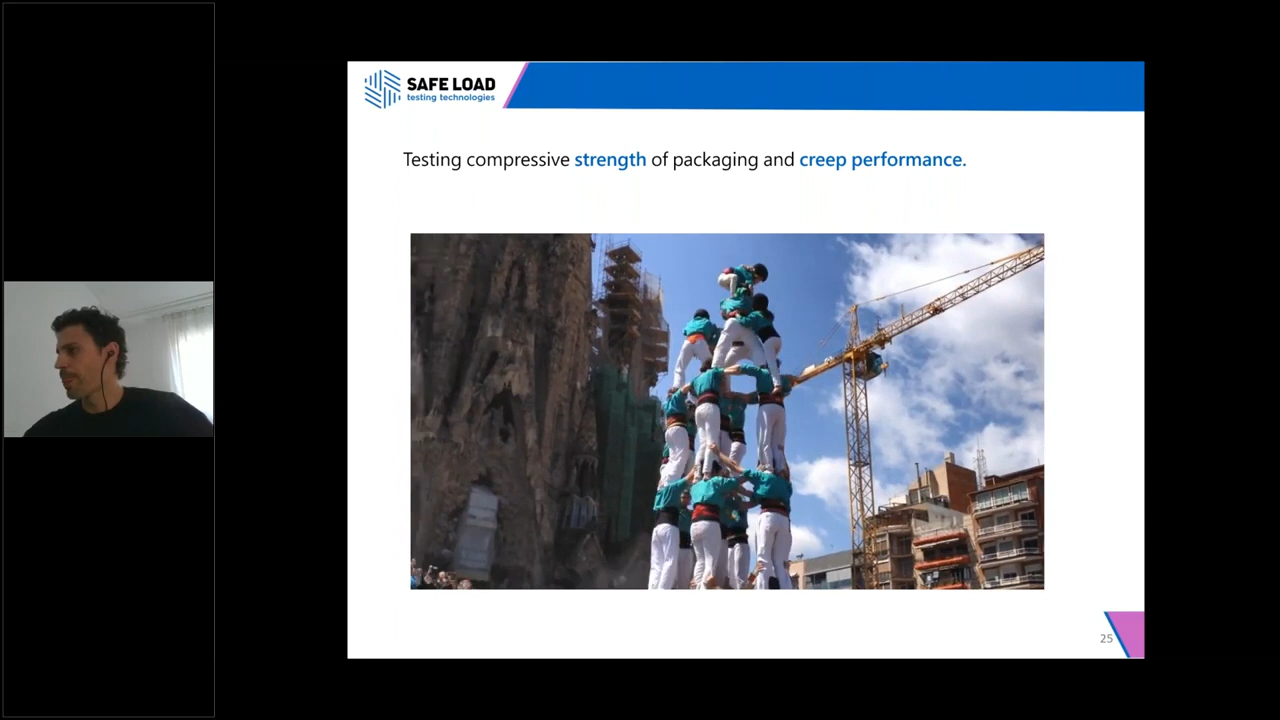 SAFE LOAD
testing technologies
Testing compressive strength of packaging and creep performance.
25